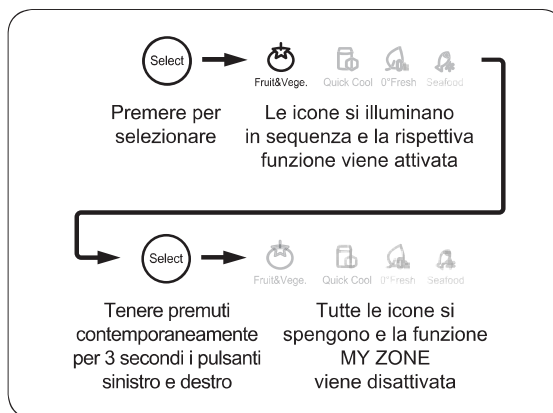 Select
Fruit&Vege. Quick Cool 0°Fresh Seafood
Premere per
selezionare
Le icone si illuminano
in sequenza e la rispettiva
funzione viene attivata
Select
Fruit&Vege. Quick Cool 0°Fresh Seafood
Tenere premuti
contemporaneamente
per 3 secondi i pulsanti
sinistro e destro
Tutte le icone si
spengono e la funzione
MY ZONE
viene disattivata